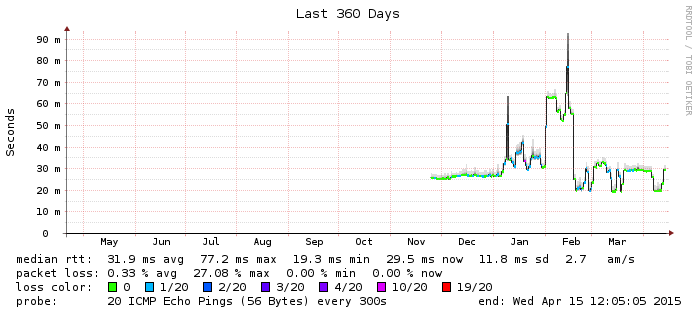 Last 360 Days
RRDTOOL / TOBI OETIKER
Seconds
90 m
80 m
70 m
60 m
50 m
40 m
30 m
20 m
10 m
0
May Jun Jul Aug Sep Oct Nov Dec Jan Feb Mar
median rtt: 31.9 ms avg 77.2 ms max 19.3 ms min 29.5 ms now 11.8 ms sd 2.7 am/s
packet loss: 0.33 % avg 27.08 % max 0.00 % min 0.00 % now
loss color: 0 1/20 2/20 3/20 4/20 10/20 19/20
probe: 20 ICMP Echo Pings (56 Bytes) every 300s end: Wed Apr 15 12:05:05 2015